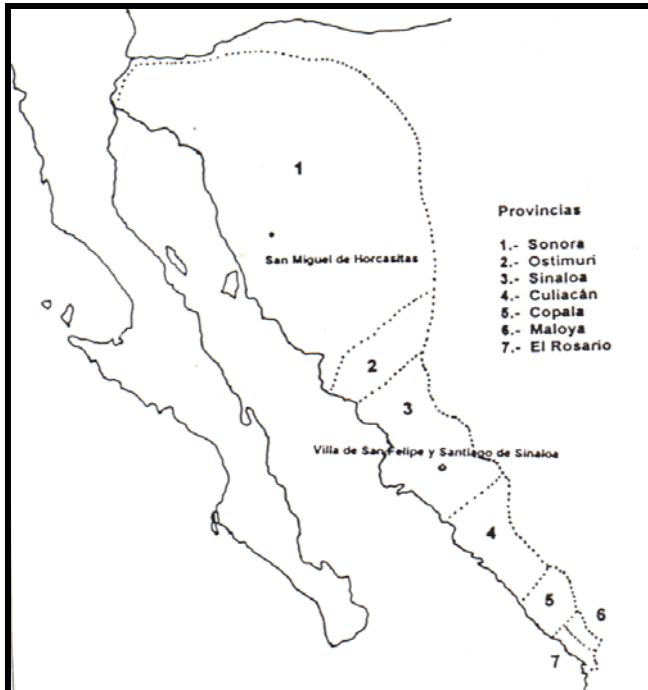 1
San Miguel de Horcasitas
Provincias
1.- Sonora
2.- Ostimuri
3.- Sinaloa
4.- Culiacán
5.- Copala
6.- Maloya
7.- El Rosario
2
3
Villa de San Felipe y Santiago de Sinaloa
4
5
6
7